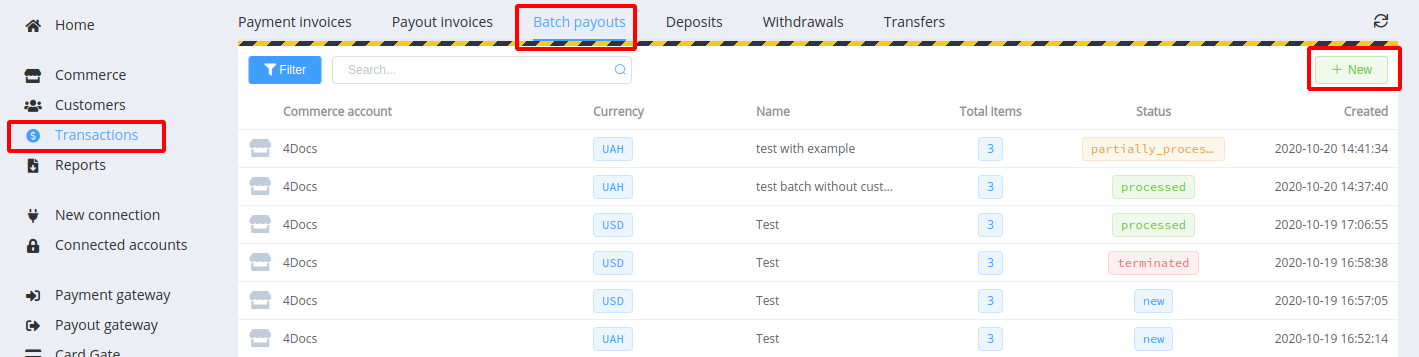 Home
Commerce
Customers
Transactions
Reports
New connection
Connected accounts
Payment gateway
Payout gateway
Card Gate
Payment invoices Payout invoices Batch payouts Deposits Withdrawals Transfers
Filter Search... + New
Commerce account Currency Name Total items Status Created
4Docs UAH test with example 3 partially_proces… 2020-10-20 14:41:34
4Docs UAH test batch without cust... 3 processed 2020-10-20 14:37:40
4Docs USD Test 3 processed 2020-10-19 17:06:55
4Docs USD Test 3 terminated 2020-10-19 16:58:38
4Docs USD Test 3 new 2020-10-19 16:57:05
4Docs UAH Test 3 new 2020-10-19 16:52:14